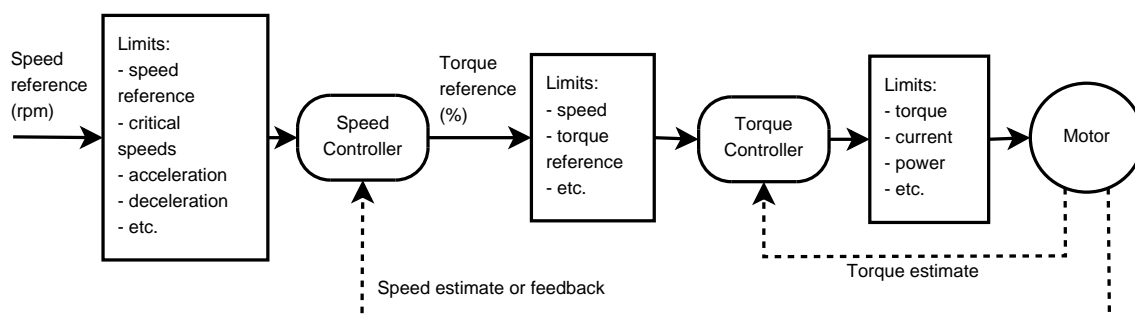 Speed
reference
(rpm)
Limits:
- speed
reference
- critical
speeds
- acceleration
- deceleration
- etc.
Speed
Controller
Torque
reference
(%)
Limits:
- speed
- torque
reference
- etc.
Torque
Controller
Limits:
- torque
- current
- power
- etc.
Motor
Torque estimate
Speed estimate or feedback